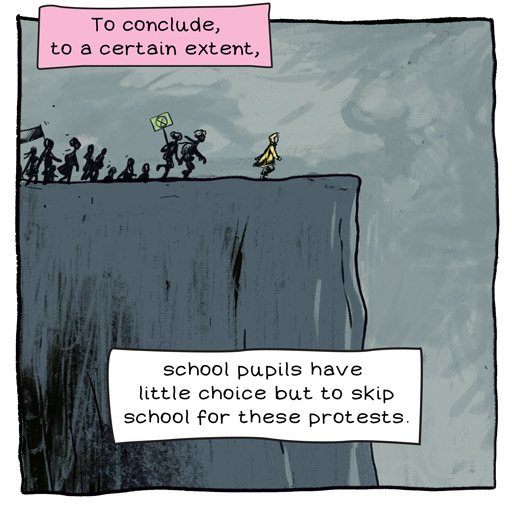 To conclude,
to a certain extent,
school pupils have
little choice but to skip
school for these protests.